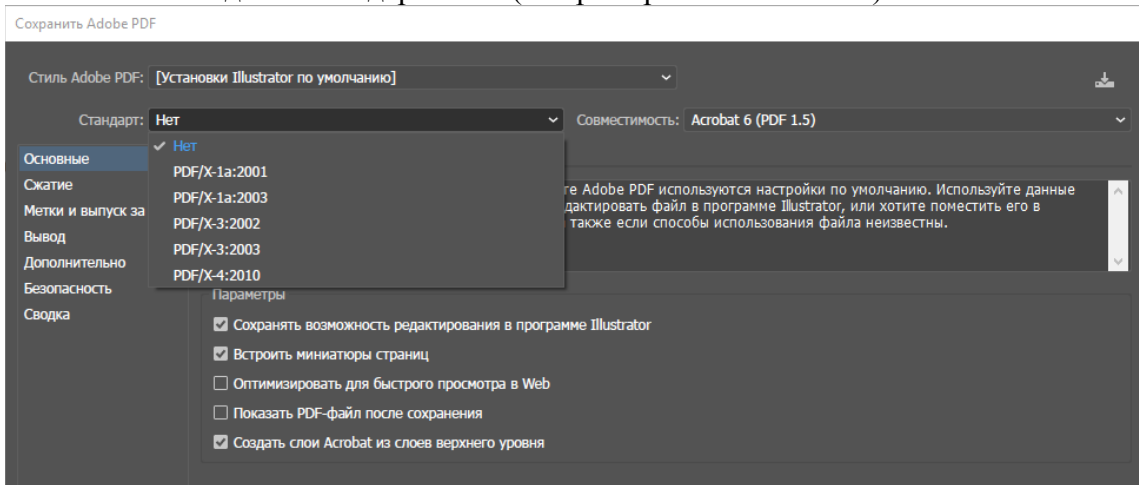 Сохранить Adobe PDF
Стиль Adobe PDF: [Установки Illustrator по умолчанию]
Стандарт: Нет Совместимость: Acrobat 6 (PDF 1.5)
Основные
Сжатие
Метки и выпуск за
Вывод
Дополнительно
Безопасность
Сводка
Нет
PDF/X-1a:2001
PDF/X-1a:2003
PDF/X-3:2002
PDF/X-3:2003
PDF/X-4:2010
те Adobe PDF используются настройки по умолчанию. Используйте данные
дактировать файл в программе Illustrator, или хотите поместить его в
также если способы использования файла неизвестны.
Параметры
Сохранять возможность редактирования в программе Illustrator
Встроить миниатюры страниц
Оптимизировать для быстрого просмотра в Web
Показать PDF-файл после сохранения
Создать слои Acrobat из слоев верхнего уровня